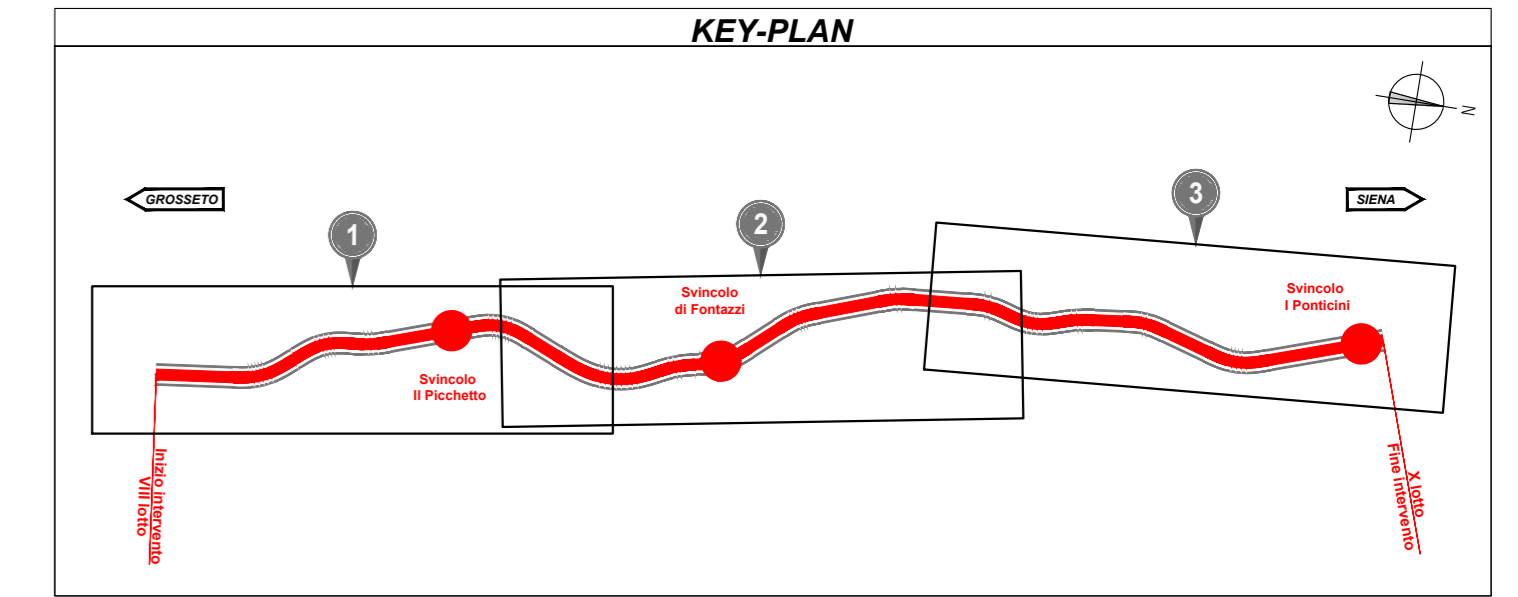 KEY-PLAN
N
GROSSETO
SIENA
1
2
3
Svincolo
Il Picchetto
Svincolo
di Fontazzi
Svincolo
I Ponticini
Inizio intervento
VIII lotto
X lotto
Fine intervento